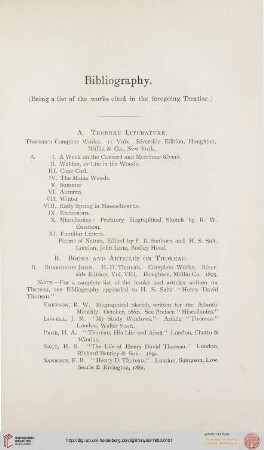 Bibliography.
(Being a list of the works cited in the foregoing Treatise.)
A. THOREAU LITERATURE.
Thoreau's Complete Works. 11 Vols. Riverside Edition, Houghton,
Mifflin & Co., New York.
A. I. A Week on the Concord and Merrimac Rivers.
II. Walden, or Life in the Woods.
III. Cape Cod.
IV. The Maine Woods.
V. Summer
VI. Autumn.
VII. Winter
VIII. Early Spring in Massachusetts.
IX. Excursions.
X. Miscellanies: Prefatory Biographical Sketch by R. W.
Emerson.
XI. Familiar Letters.
Poems of Nature, Edited by F. B. Sanborn and H. S. Salt.
London, John Lane, Bodley Head.
B. BOOKS AND ARTICLES ON THOREAU.
B. BURROUGHS JOHN. H. D. Thoreau. Complete Works. River-
side Edition, Vol. VIII. Houghton, Mifflin Co. 1895.
NOTE—For a complete list of the books and articles written on
Thoreau, see Bibliography appended to H. S. Salt's "Henry David
Thoreau."
EMERSON, R. W. Biographical Sketch, written for the Atlantic
Monthly. October, 1862. See Preface "Miscellanies."
LOWELL, J. R. "My Study Windows." Article "Thoreau."
London, Walter Scott.
PAGE, H. A. "Thoreau, His Life and Aims." London, Chatto &
Windus.
SALT, H. S. "The Life of Henry David Thoreau." London,
Richard Bentley & Son. 1890.
SANBORN, F. B. "Henry D. Thoreau." London, Sampson, Low
Searle & Rivington, 1882.